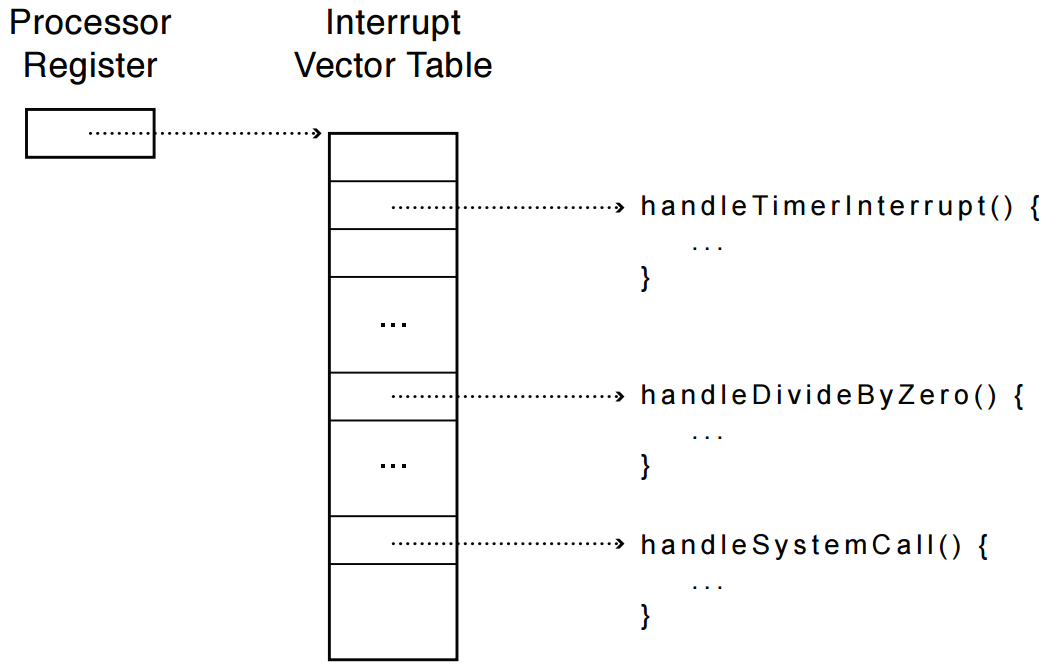 Processor
Register
Interrupt
Vector Table
handleTimerInterrupt() {
...
}
...
handleDivideByZero() {
...
}
...
handleSystemCall() {
...
}